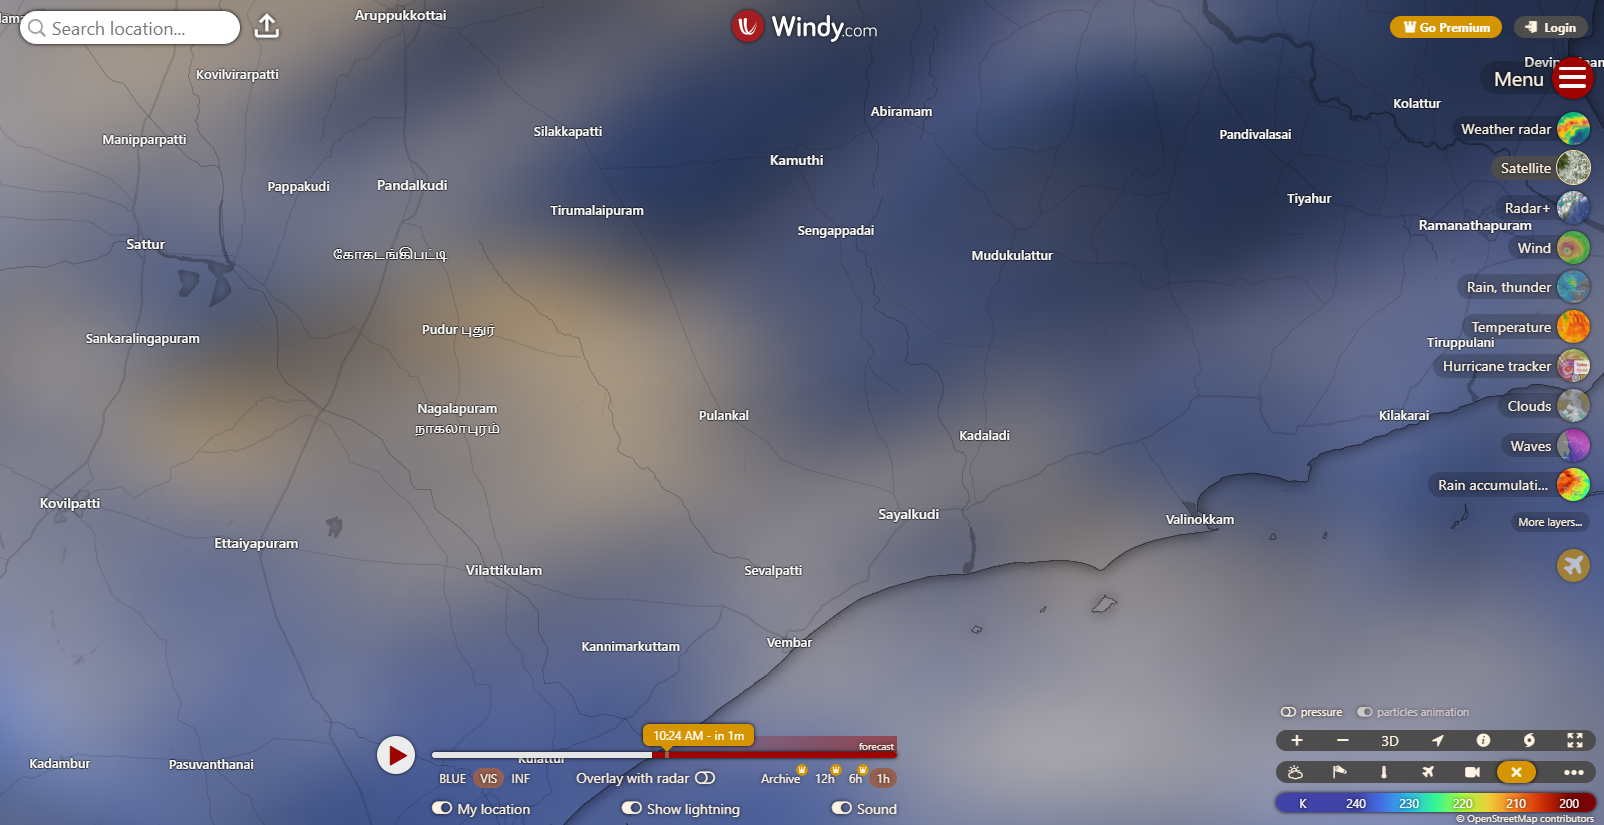 Aruppukkottai
Search location...
Windy.com
Go Premium
Login
Kovilvirarpatti
Menu
Abiramam
Kolattur
Manipparpatti
Silakkapatti
Pandivalasai
Weather radar
Kamuthi
Satellite
Pappakudi
Pandalkudi
Tirumalaipuram
Tiyahur
Radar+
Sengappadai
Ramanathapuram
Sattur
கோகடங்கிபட்டி
Mudukulattur
Wind
Rain, thunder
Pudur புதுர்
Temperature
Sankaralingapuram
Tiruppulani
Hurricane tracker
Nagalapuram
நாகலாபுரம்
Pulankal
Clouds
Kilakarai
Kadaladi
Waves
Rain accumulati...
Kovilpatti
Sayalkudi
Valinokkam
More layers...
Ettaiyapuram
Vilattikulam
Sevalpatti
Kannimarkuttam
Vembar
pressure
particles animation
10:24 AM - in 1m
forecast
3D
Kadambur
Pasuvanthanai
Kulattur
BLUE VIS INF
Overlay with radar
Archive 12h 6h 1h
My location
Show lightning
Sound
K 240 230 220 210 200
© OpenStreetMap contributors